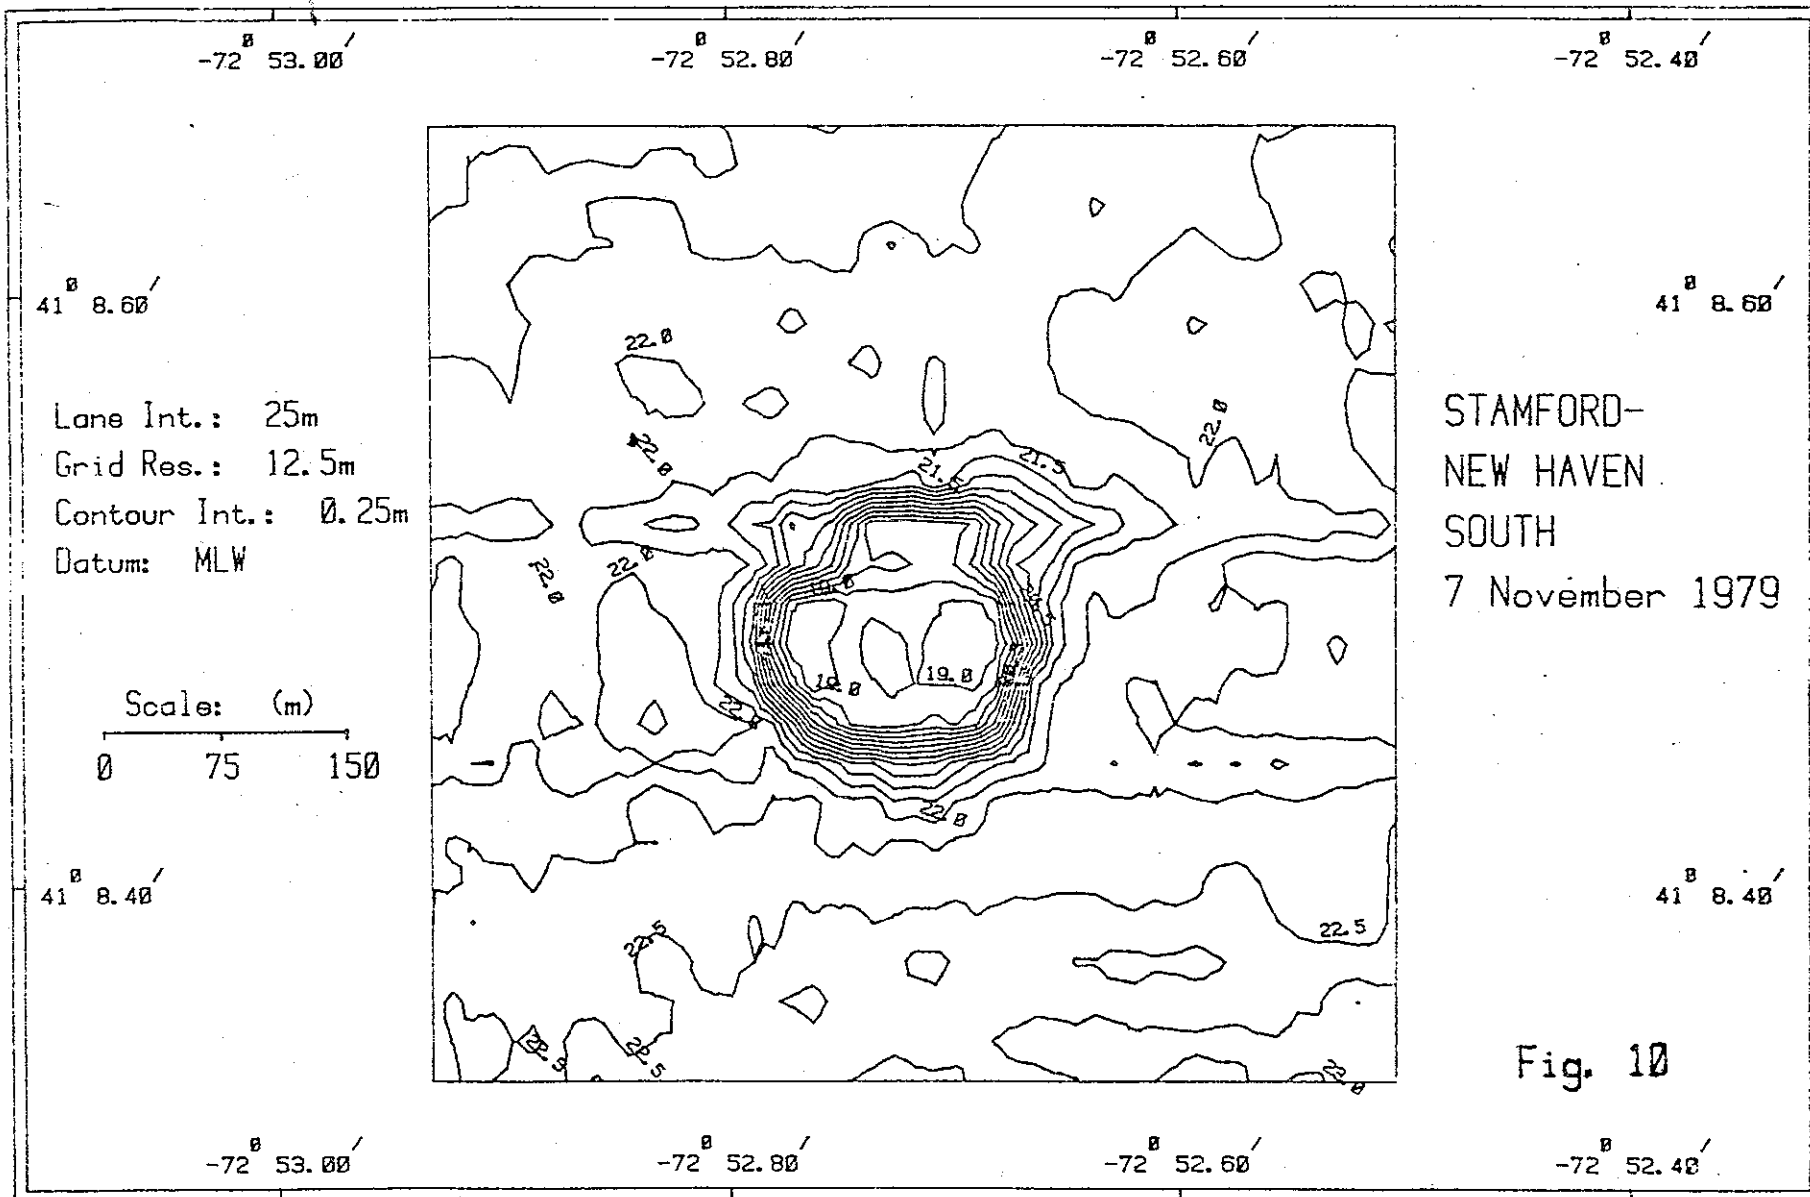 -72° 53.00′
-72° 52.80′
-72° 52.60′
-72° 52.40′
41° 8.60′
41° 8.60′
22.0
Lane Int.: 25m
Grid Res.: 12.5m
Contour Int.: 0.25m
Datum: MLW
STAMFORD-
NEW HAVEN
SOUTH
7 November 1979
22.0
22.0
21.5
21.5
22.0
22.0
19.0
19.0
19.0
Scale: (m)
0 75 150
22.0
41° 8.40′
41° 8.40′
22.5
22.5
22.5
22.5
23.0
Fig. 10
-72° 53.00′
-72° 52.80′
-72° 52.60′
-72° 52.40′